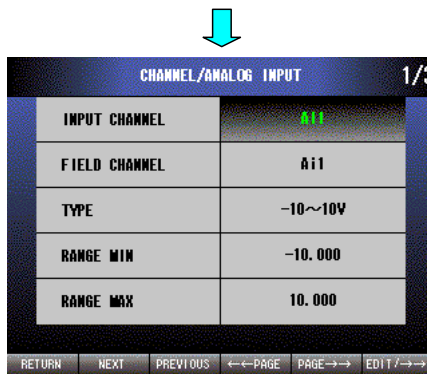 CHANNEL/ANALOG INPUT 1/3
INPUT CHANNEL Ai1
FIELD CHANNEL Ai1
TYPE -10～10V
RANGE MIN -10.000
RANGE MAX 10.000
RETURN NEXT PREVIOUS ←←PAGE PAGE→→ EDIT/→→